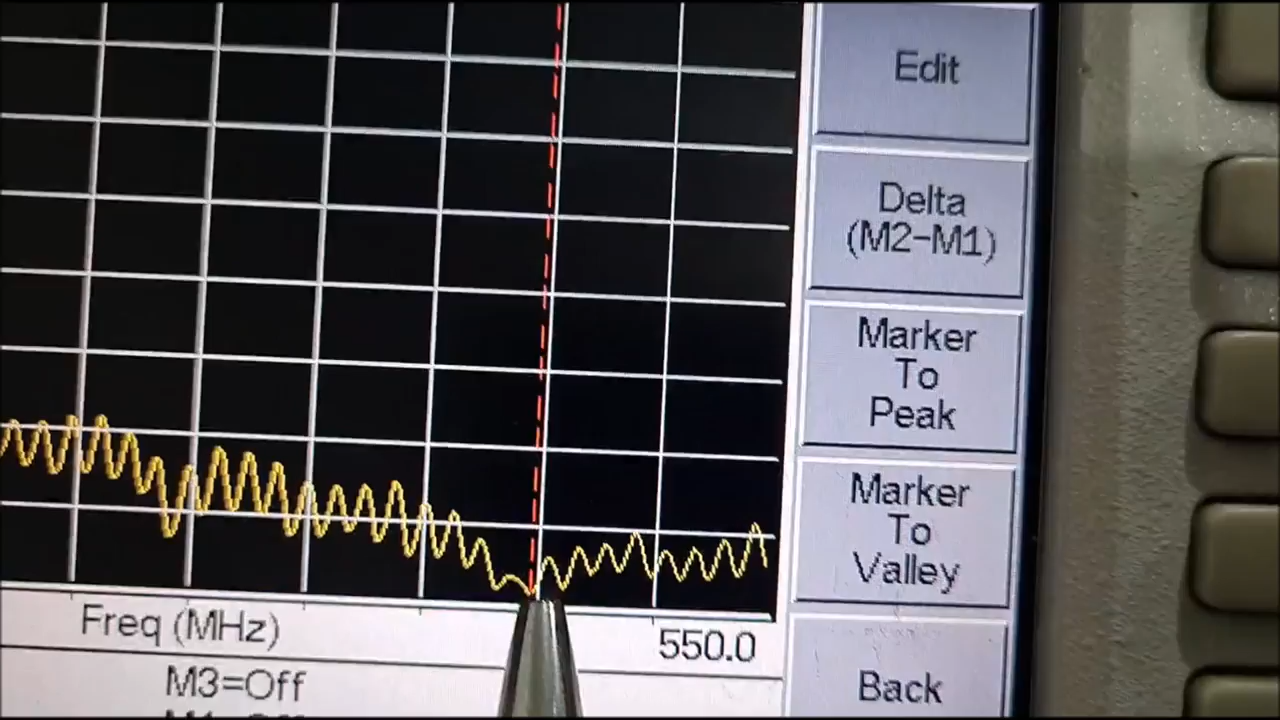 Edit
Delta
(M2-M1)
Marker
To
Peak
Marker
To
Valley
Freq (MHz)
550.0
M3=Off
Back